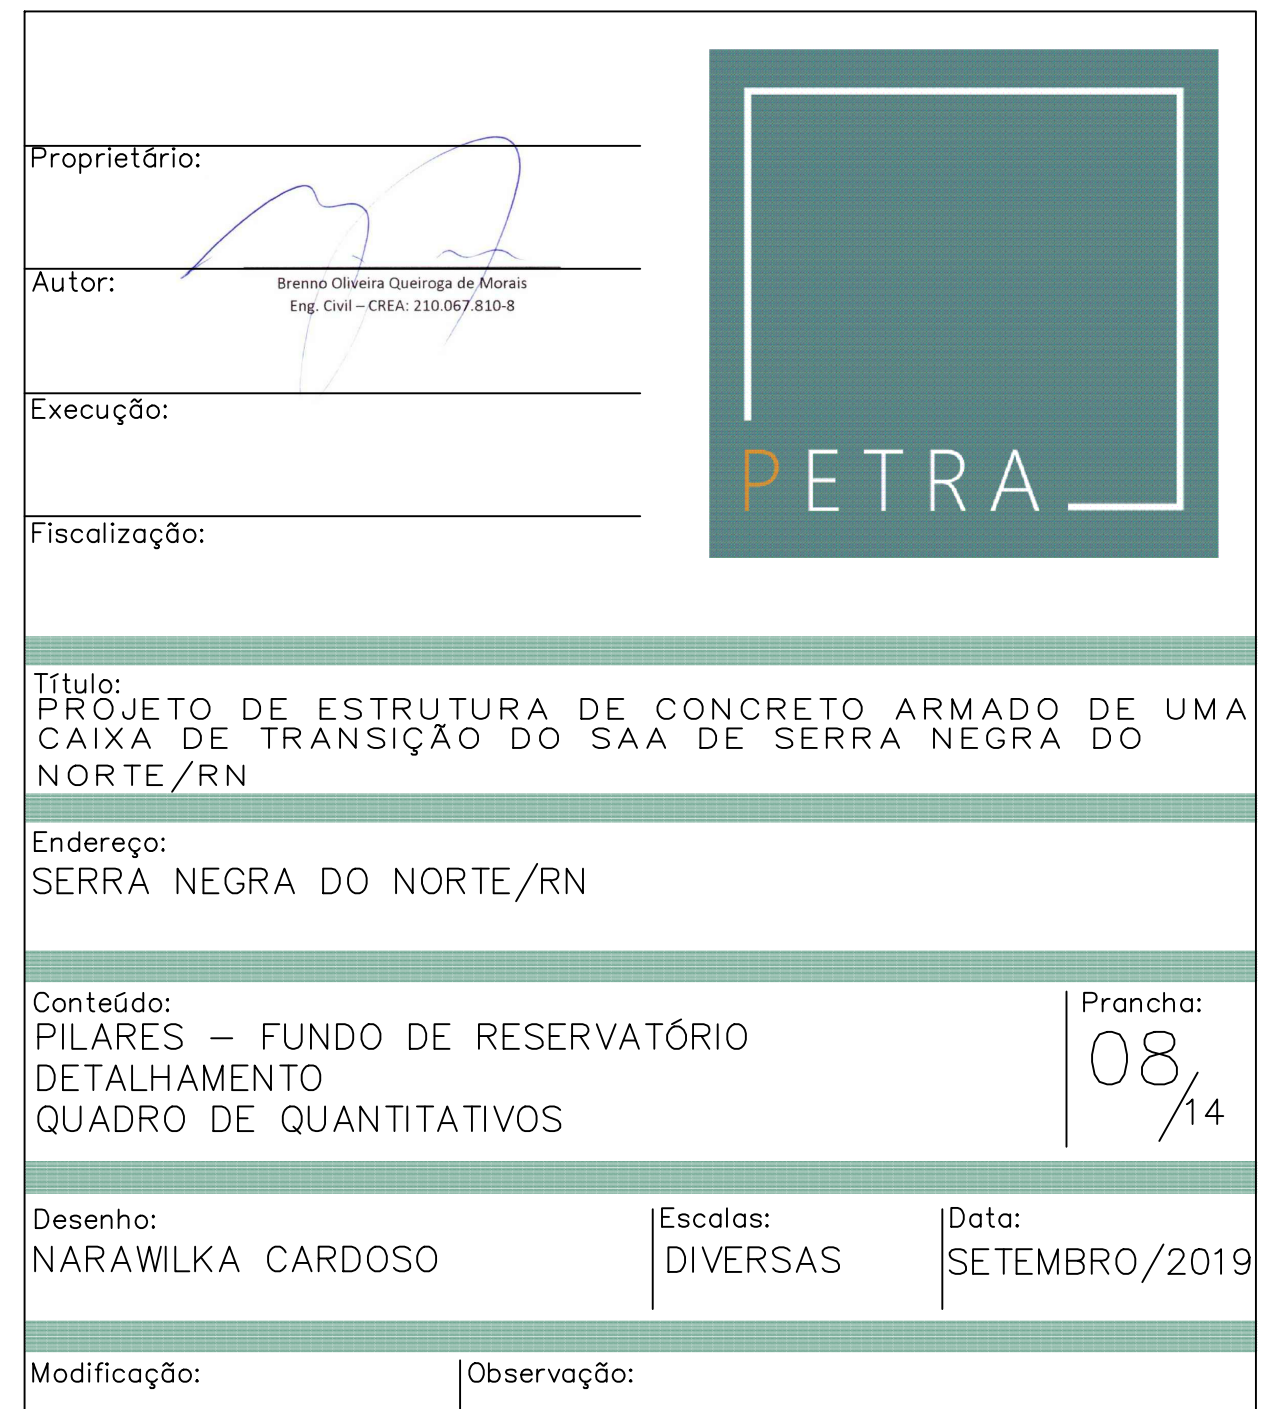 Proprietário:
Autor:
Brenno Oliveira Queiroga de Morais
Eng. Civil – CREA: 210.067.810-8
Execução:
Fiscalização:
PETRA
Título:
PROJETO DE ESTRUTURA DE CONCRETO ARMADO DE UMA
CAIXA DE TRANSIÇÃO DO SAA DE SERRA NEGRA DO
NORTE/RN
Endereço:
SERRA NEGRA DO NORTE/RN
Conteúdo:
PILARES – FUNDO DE RESERVATÓRIO
DETALHAMENTO
QUADRO DE QUANTITATIVOS
Prancha:
08/14
Desenho:
NARAWILKA CARDOSO
Escalas:
DIVERSAS
Data:
SETEMBRO/2019
Modificação:
Observação: